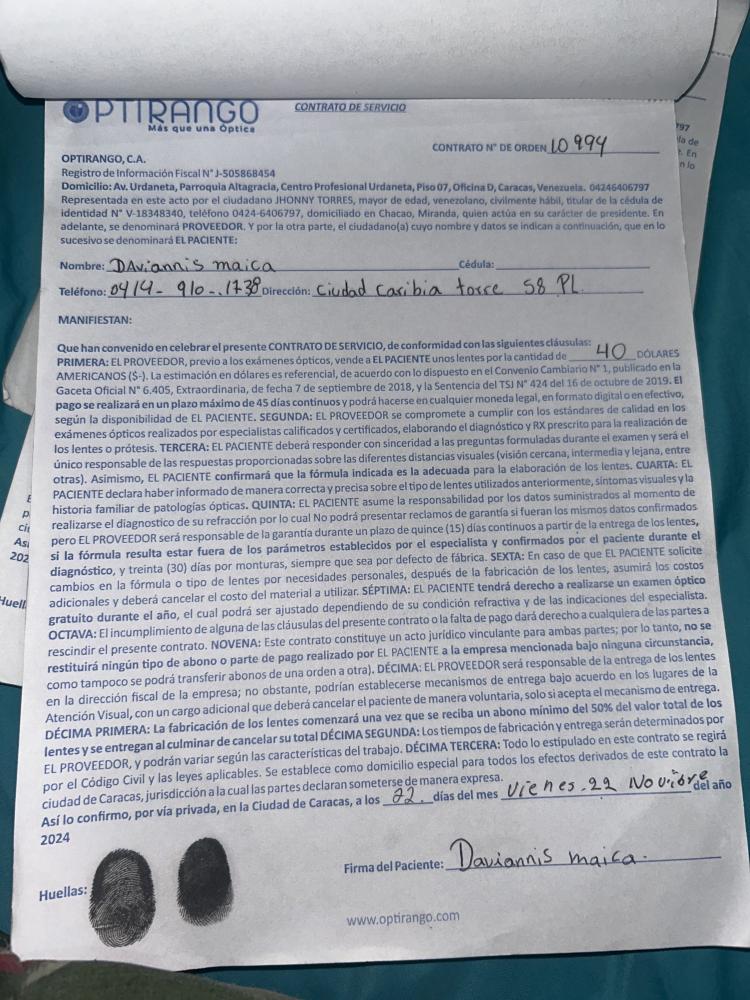 OPTIRANGO
Más que una Óptica
CONTRATO DE SERVICIO
CONTRATO N° DE ORDEN 10994
OPTIRANGO, C.A.
Registro de Información Fiscal N° J-505868454
Domicilio: Av. Urdaneta, Parroquia Altagracia, Centro Profesional Urdaneta, Piso 07, Oficina D, Caracas, Venezuela. 04246406797
Representada en este acto por el ciudadano JHONNY TORRES, mayor de edad, venezolano, civilmente hábil, titular de la cédula de
identidad N° V-18348340, teléfono 0424-6406797, domiciliado en Chacao, Miranda, quien actúa en su carácter de presidente. En
adelante, se denominará PROVEEDOR. Y por la otra parte, el ciudadano(a) cuyo nombre y datos se indican a continuación, que en lo
sucesivo se denominará EL PACIENTE:
Nombre: DAviannis maica Cédula:
Teléfono: 0414-910-1738 Dirección: Ciudad Caribia torre 58 PL
MANIFIESTAN:
Que han convenido en celebrar el presente CONTRATO DE SERVICIO, de conformidad con las siguientes cláusulas:
PRIMERA: EL PROVEEDOR, previo a los exámenes ópticos, vende a EL PACIENTE unos lentes por la cantidad de 40 DÓLARES
AMERICANOS ($-). La estimación en dólares es referencial, de acuerdo con lo dispuesto en el Convenio Cambiario N° 1, publicado en la
Gaceta Oficial N° 6.405, Extraordinaria, de fecha 7 de septiembre de 2018, y la Sentencia del TSJ N° 424 del 16 de octubre de 2019. El
pago se realizará en un plazo máximo de 45 días continuos y podrá hacerse en cualquier moneda legal, en formato digital o en efectivo,
según la disponibilidad de EL PACIENTE. SEGUNDA: EL PROVEEDOR se compromete a cumplir con los estándares de calidad en los
exámenes ópticos realizados por especialistas calificados y certificados, elaborando el diagnóstico y RX prescrito para la realización de
los lentes o prótesis. TERCERA: EL PACIENTE deberá responder con sinceridad a las preguntas formuladas durante el examen y será el
único responsable de las respuestas proporcionadas sobre las diferentes distancias visuales (visión cercana, intermedia y lejana, entre
otras). Asimismo, EL PACIENTE confirmará que la fórmula indicada es la adecuada para la elaboración de los lentes. CUARTA: EL
PACIENTE declara haber informado de manera correcta y precisa sobre el tipo de lentes utilizados anteriormente, síntomas visuales y la
historia familiar de patologías ópticas. QUINTA: EL PACIENTE asume la responsabilidad por los datos suministrados al momento de
realizarse el diagnostico de su refracción por lo cual No podrá presentar reclamos de garantía si fueran los mismos datos confirmados
pero EL PROVEEDOR será responsable de la garantía durante un plazo de quince (15) días continuos a partir de la entrega de los lentes,
si la fórmula resulta estar fuera de los parámetros establecidos por el especialista y confirmados por el paciente durante el
diagnóstico, y treinta (30) días por monturas, siempre que sea por defecto de fábrica. SEXTA: En caso de que EL PACIENTE solicite
cambios en la fórmula o tipo de lentes por necesidades personales, después de la fabricación de los lentes, asumirá los costos
adicionales y deberá cancelar el costo del material a utilizar. SÉPTIMA: EL PACIENTE tendrá derecho a realizarse un examen óptico
gratuito durante el año, el cual podrá ser ajustado dependiendo de su condición refractiva y de las indicaciones del especialista.
OCTAVA: El incumplimiento de alguna de las cláusulas del presente contrato o la falta de pago dará derecho a cualquiera de las partes a
rescindir el presente contrato. NOVENA: Este contrato constituye un acto jurídico vinculante para ambas partes; por lo tanto, no se
restituirá ningún tipo de abono o parte de pago realizado por EL PACIENTE a la empresa mencionada bajo ninguna circunstancia,
como tampoco se podrá transferir abonos de una orden a otra). DÉCIMA: EL PROVEEDOR será responsable de la entrega de los lentes
en la dirección fiscal de la empresa; no obstante, podrían establecerse mecanismos de entrega bajo acuerdo en los lugares de la
Atención Visual, con un cargo adicional que deberá cancelar el paciente de manera voluntaria, solo si acepta el mecanismo de entrega.
DÉCIMA PRIMERA: La fabricación de los lentes comenzará una vez que se reciba un abono mínimo del 50% del valor total de los
lentes y se entregan al culminar de cancelar su total DÉCIMA SEGUNDA: Los tiempos de fabricación y entrega serán determinados por
EL PROVEEDOR, y podrán variar según las características del trabajo. DÉCIMA TERCERA: Todo lo estipulado en este contrato se regirá
por el Código Civil y las leyes aplicables. Se establece como domicilio especial para todos los efectos derivados de este contrato la
ciudad de Caracas, jurisdicción a la cual las partes declaran someterse de manera expresa.
Así lo confirmo, por vía privada, en la Ciudad de Caracas, a los 22 días del mes Vienes.22 Novibre del año
2024
Firma del Paciente: Daviannis maica.
Huellas:
www.optirango.com